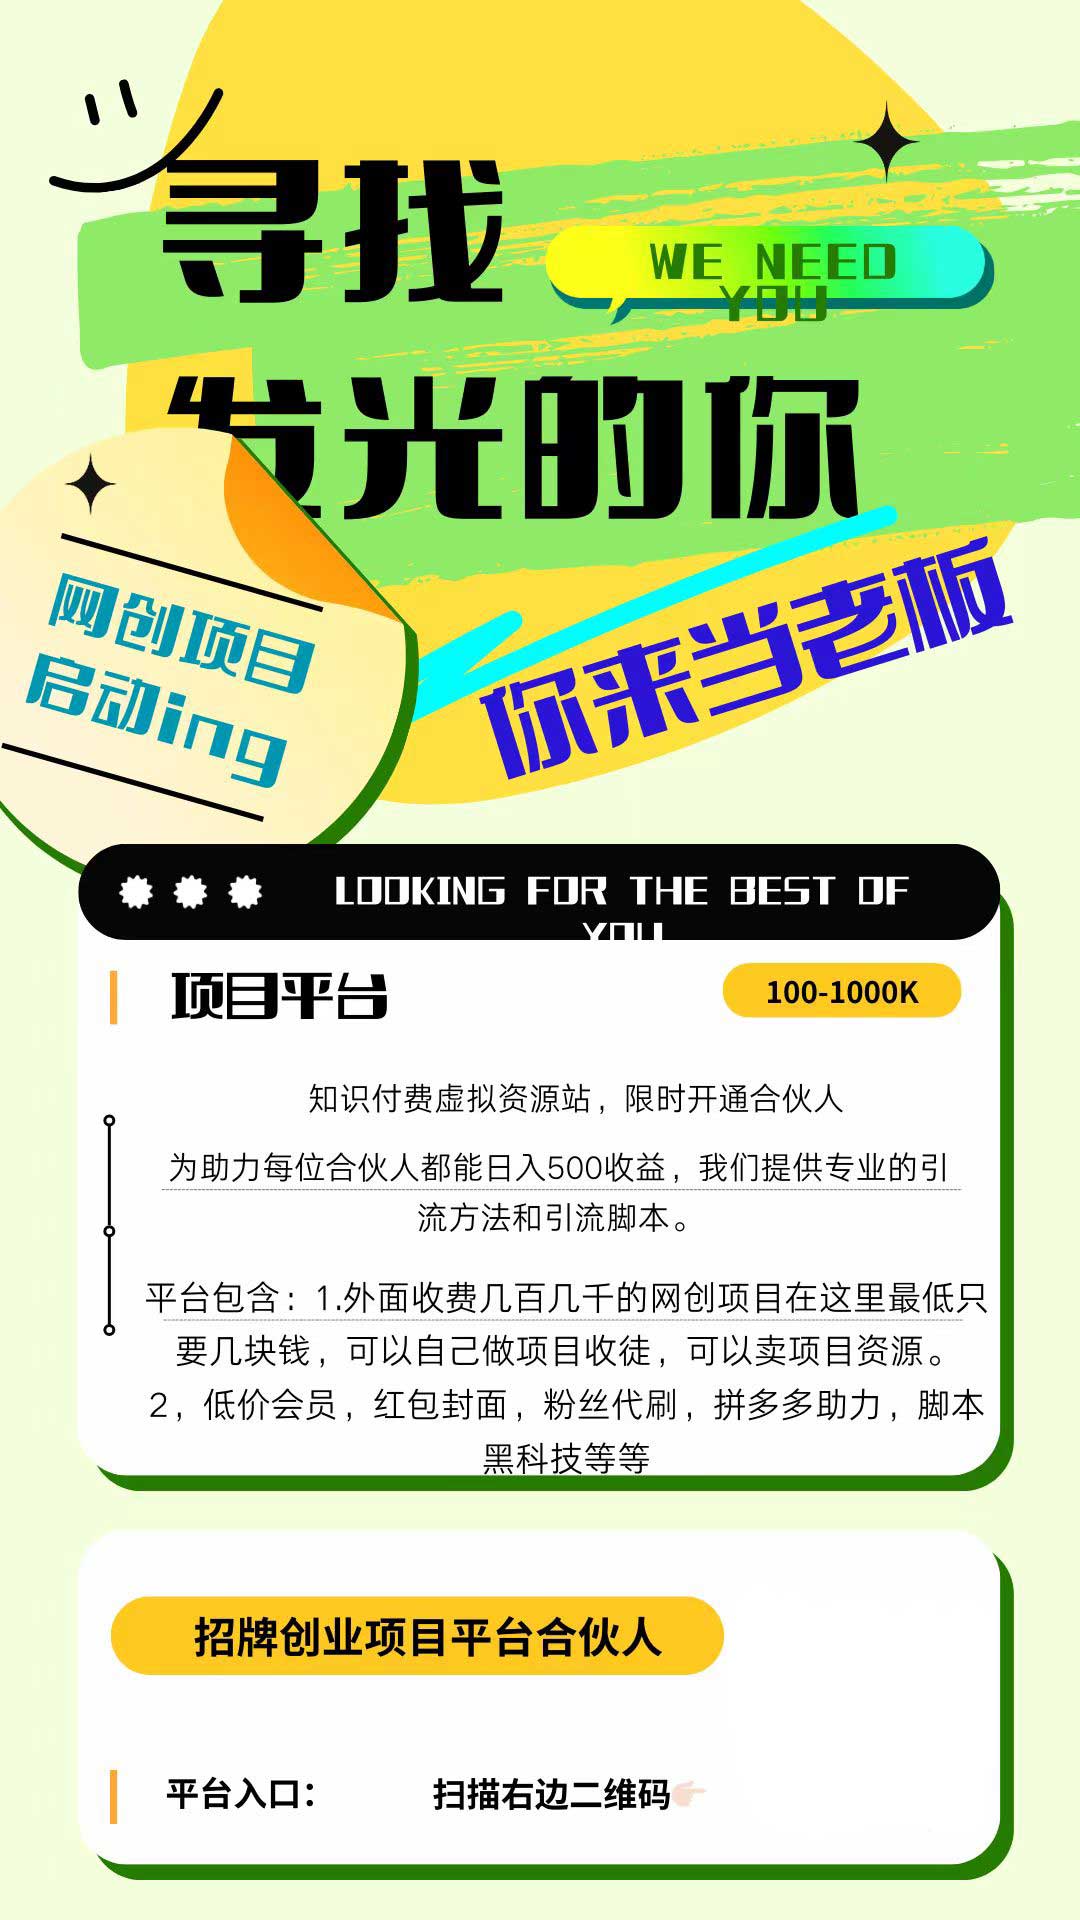 寻找
WE NEED
YOU
发光的你
你来当老板
网创项目
启动ing
LOOKING FOR THE BEST OF
YOU
项目平台
100-1000K
知识付费虚拟资源站，限时开通合伙人
为助力每位合伙人都能日入500收益，我们提供专业的引
流方法和引流脚本。
平台包含：1.外面收费几百几千的网创项目在这里最低只
要几块钱，可以自己做项目收徒，可以卖项目资源。
2，低价会员，红包封面，粉丝代刷，拼多多助力，脚本
黑科技等等
招牌创业项目平台合伙人
平台入口：
扫描右边二维码👉